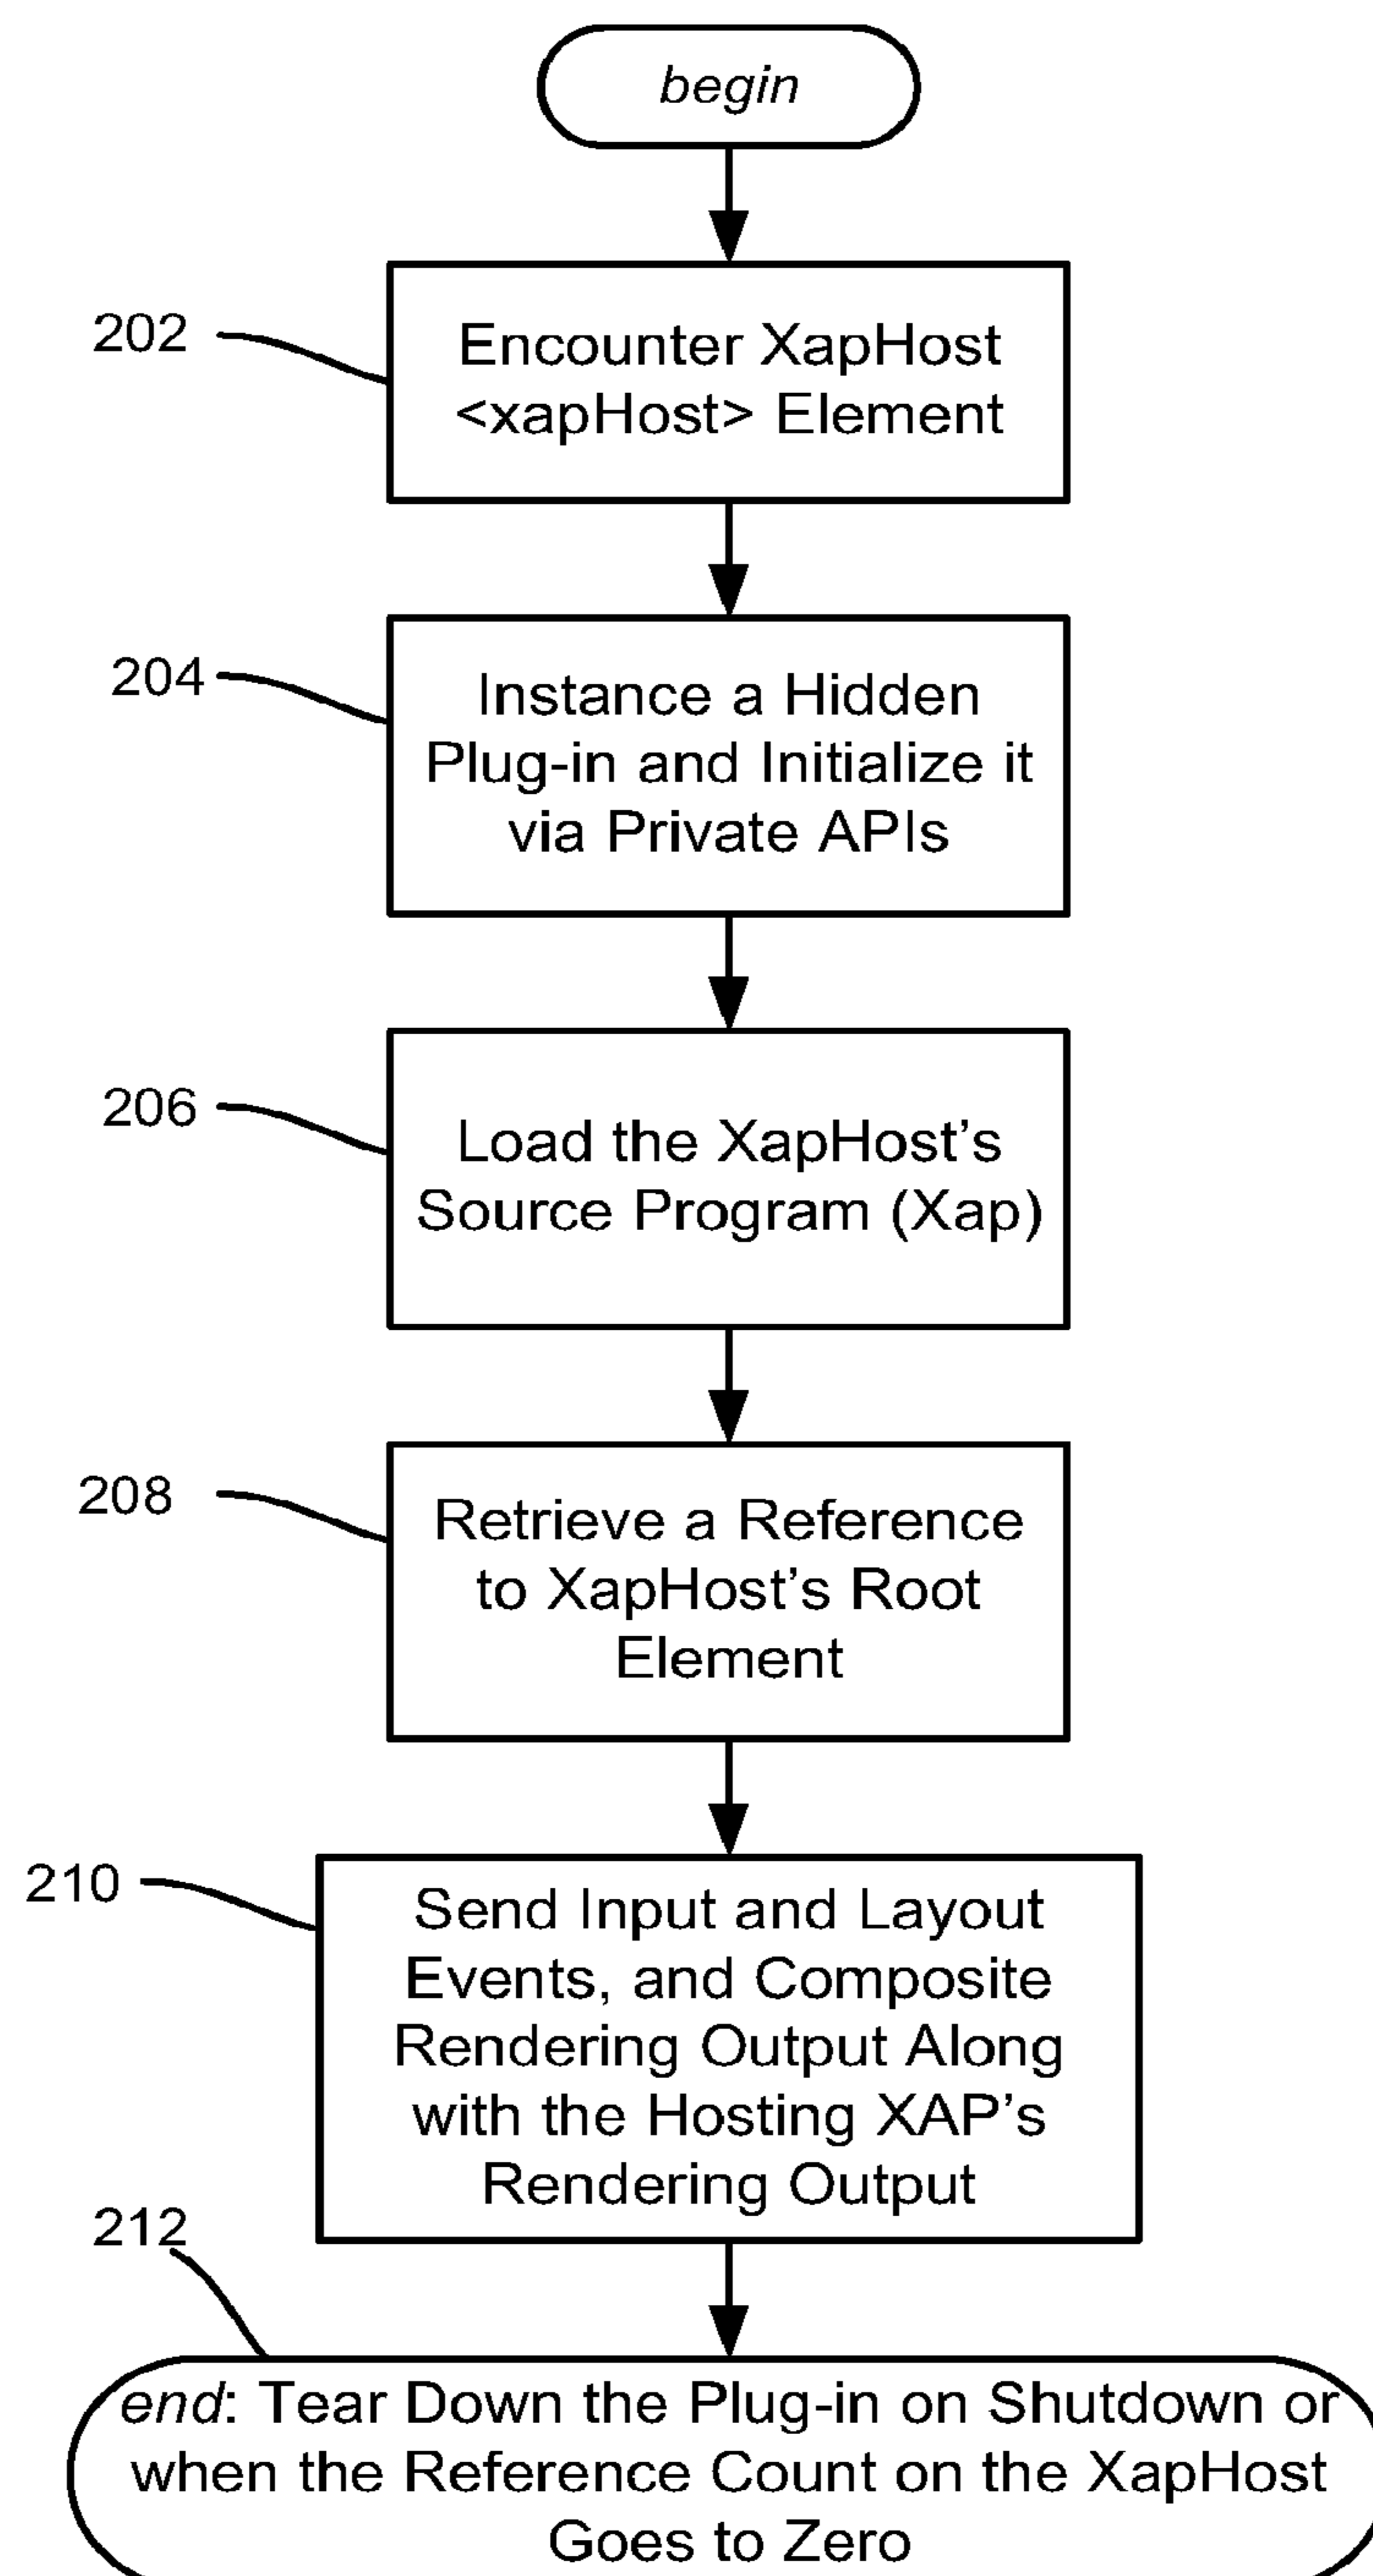 begin
202
Encounter XapHost
<xapHost> Element
204
Instance a Hidden
Plug-in and Initialize it
via Private APIs
206
Load the XapHost's
Source Program (Xap)
208
Retrieve a Reference
to XapHost's Root
Element
210
Send Input and Layout
Events, and Composite
Rendering Output Along
with the Hosting XAP's
Rendering Output
212
end: Tear Down the Plug-in on Shutdown or
when the Reference Count on the XapHost
Goes to Zero